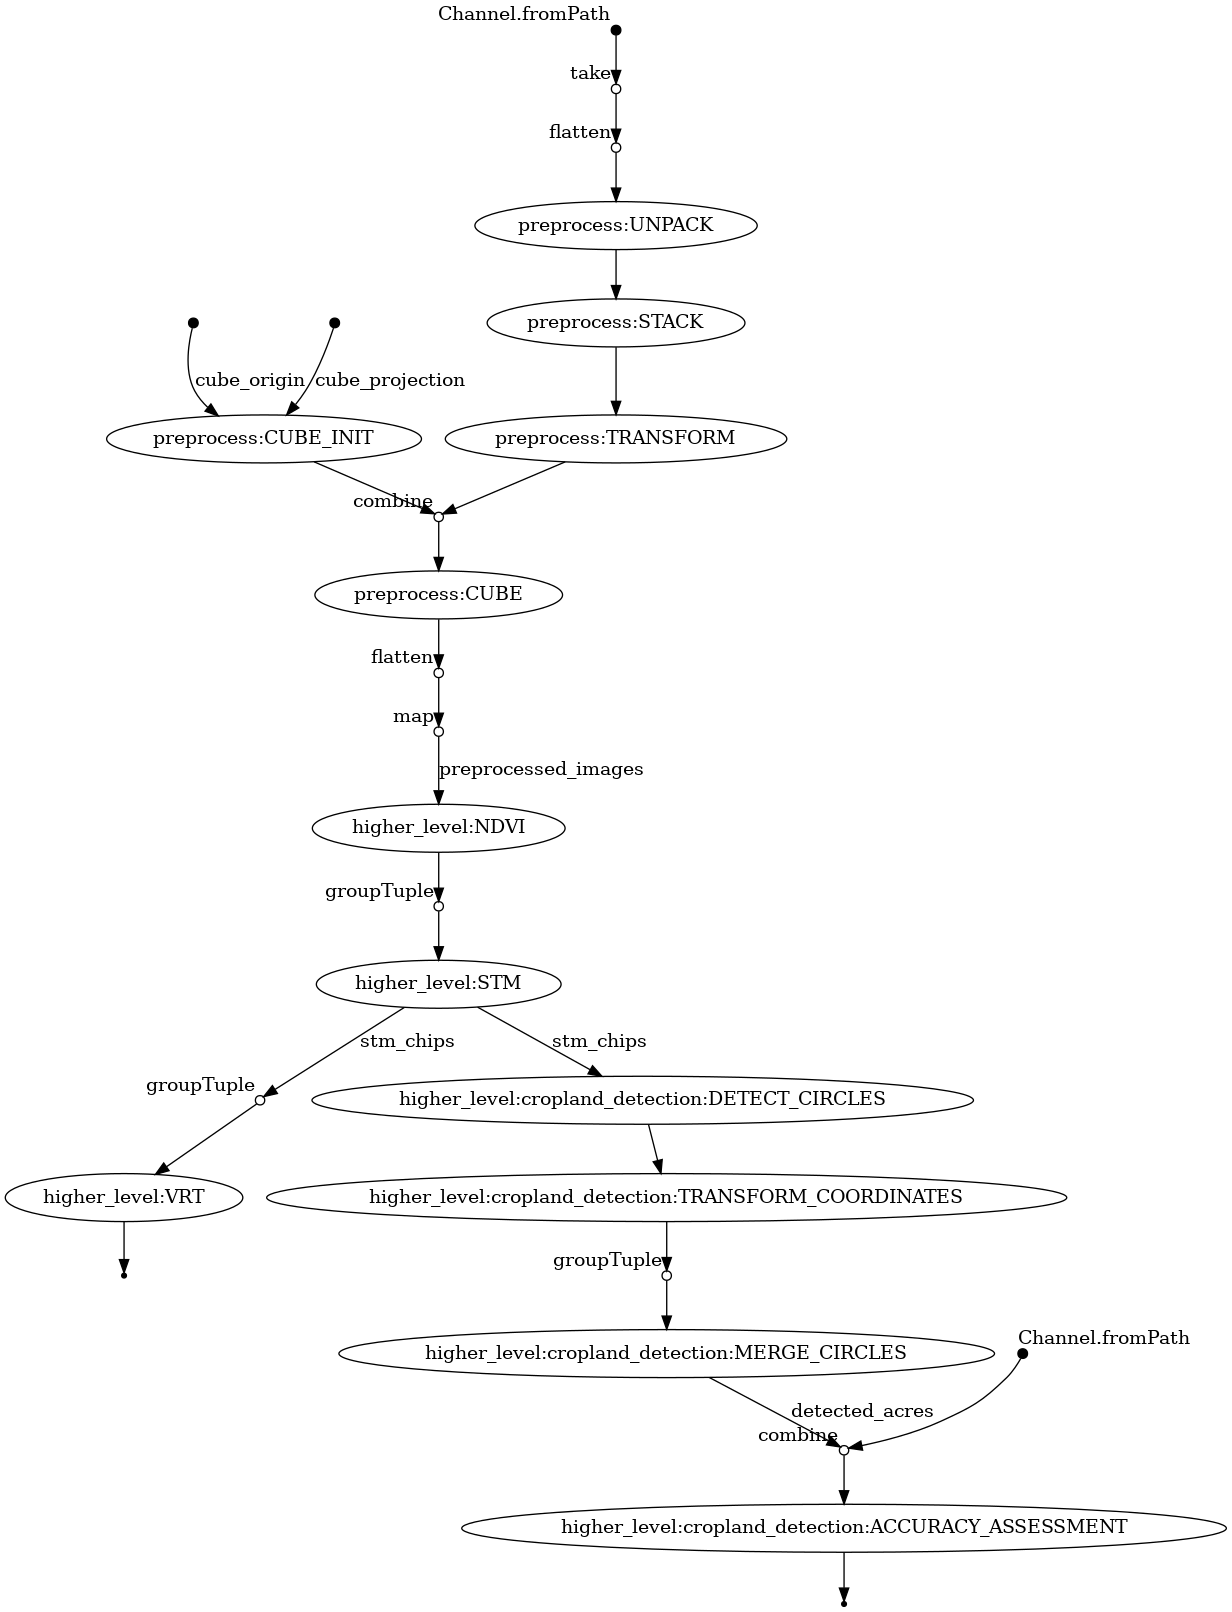 Channel.fromPath
take
flatten
preprocess:UNPACK
preprocess:STACK
cube_origin
cube_projection
preprocess:CUBE_INIT
preprocess:TRANSFORM
combine
preprocess:CUBE
flatten
map
preprocessed_images
higher_level:NDVI
groupTuple
higher_level:STM
stm_chips
stm_chips
groupTuple
higher_level:cropland_detection:DETECT_CIRCLES
higher_level:VRT
higher_level:cropland_detection:TRANSFORM_COORDINATES
groupTuple
Channel.fromPath
higher_level:cropland_detection:MERGE_CIRCLES
detected_acres
combine
higher_level:cropland_detection:ACCURACY_ASSESSMENT